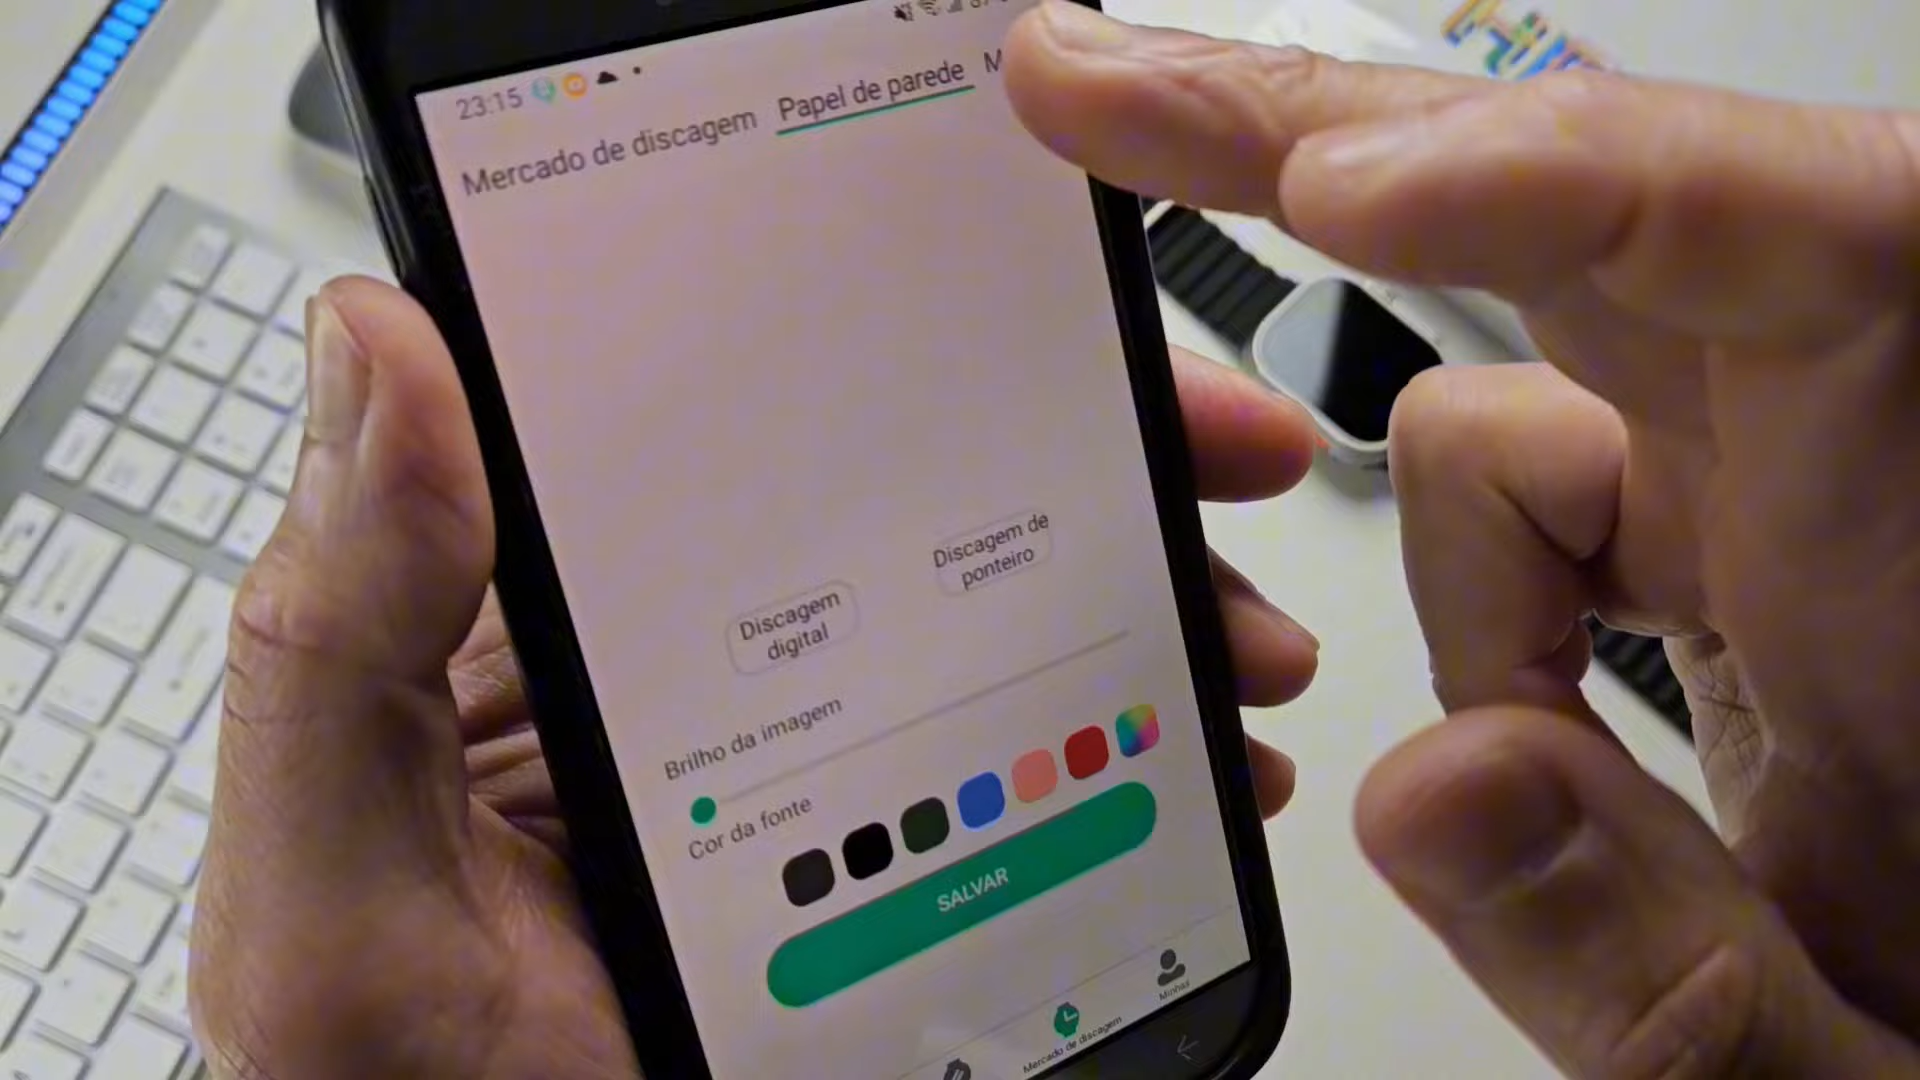 23:15
Mercado de discagem Papel de parede M
Discagem
digital
Discagem de
ponteiro
Brilho da imagem
Cor da fonte
SALVAR
Mercado de discagem
Minhas